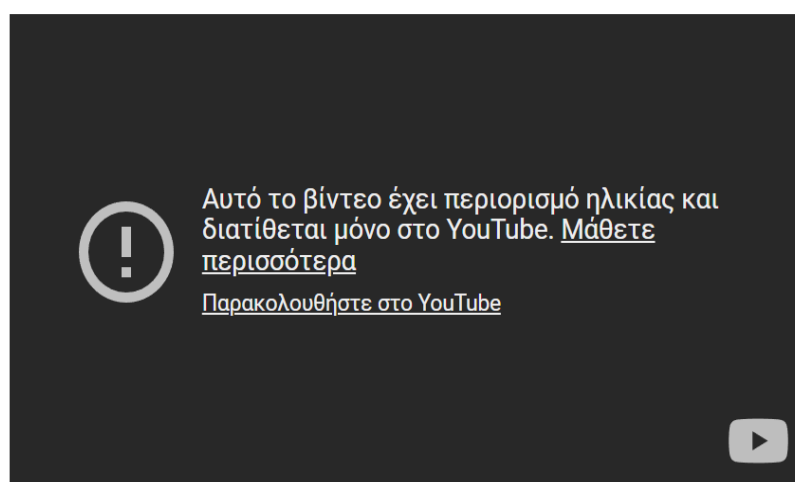 Αυτό το βίντεο έχει περιορισμό ηλικίας και
διατίθεται μόνο στο YouTube. Μάθετε
περισσότερα
Παρακολουθήστε στο YouTube